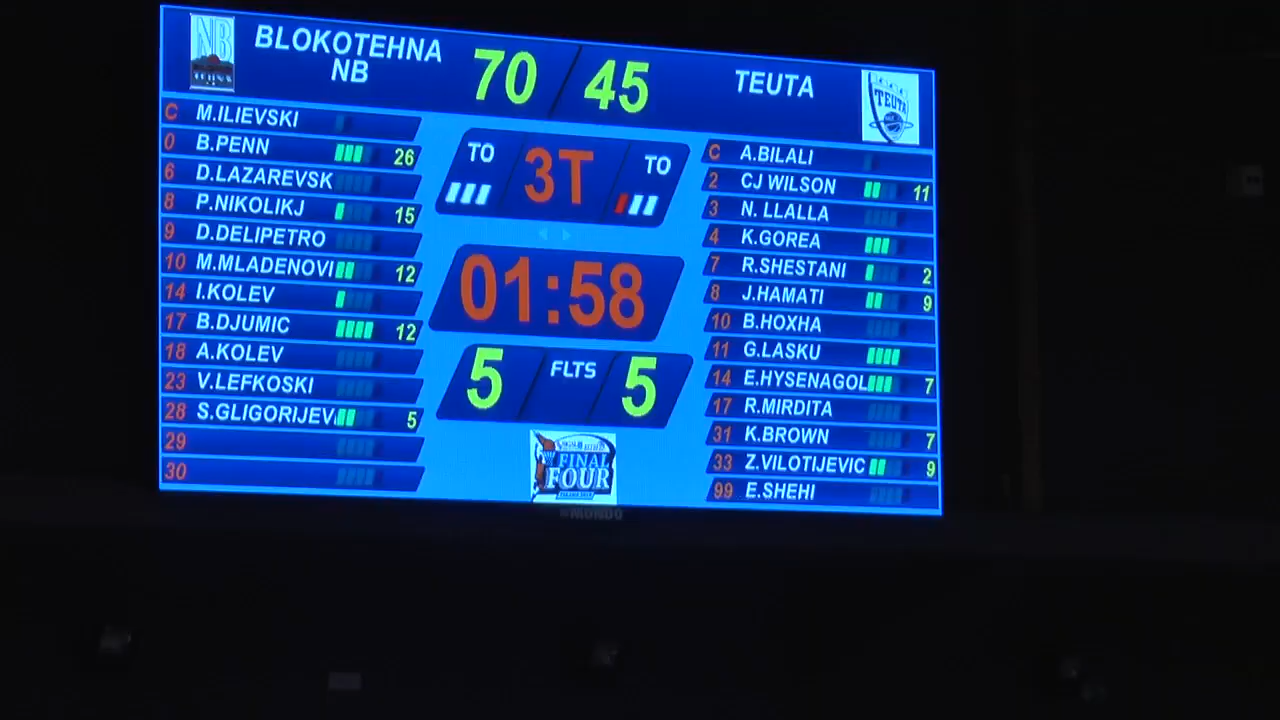 NB
BLOKOTEHNA
NB
70 45
TEUTA
TEUTA
C M.ILIEVSKI
0 B.PENN 26
6 D.LAZAREVSK
8 P.NIKOLIKJ 15
9 D.DELIPETRO
10 M.MLADENOVI 12
14 I.KOLEV
17 B.DJUMIC 12
18 A.KOLEV
23 V.LEFKOSKI
28 S.GLIGORIJEV 5
29
30
TO 3T TO
01:58
5 FLTS 5
FINAL
FOUR
C A.BILALI
2 CJ WILSON 11
3 N. LLALLA
4 K.GOREA
7 R.SHESTANI 2
8 J.HAMATI 9
10 B.HOXHA
11 G.LASKU
14 E.HYSENAGOL 7
17 R.MIRDITA
31 K.BROWN 7
33 Z.VILOTIJEVIC 9
99 E.SHEHI
MONDO